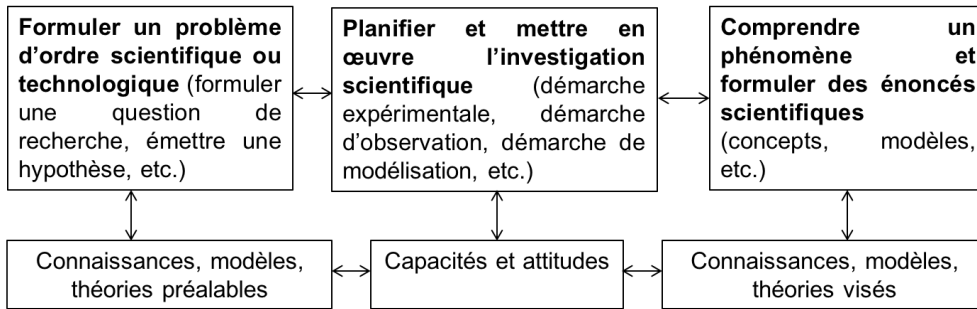 Formuler un problème
d'ordre scientifique ou
technologique (formuler
une question de
recherche, émettre une
hypothèse, etc.)
Planifier et mettre en
œuvre l'investigation
scientifique (démarche
expérimentale, démarche
d'observation, démarche de
modélisation, etc.)
Comprendre un
phénomène et
formuler des énoncés
scientifiques
(concepts, modèles,
etc.)
Connaissances, modèles,
théories préalables
Capacités et attitudes
Connaissances, modèles,
théories visés